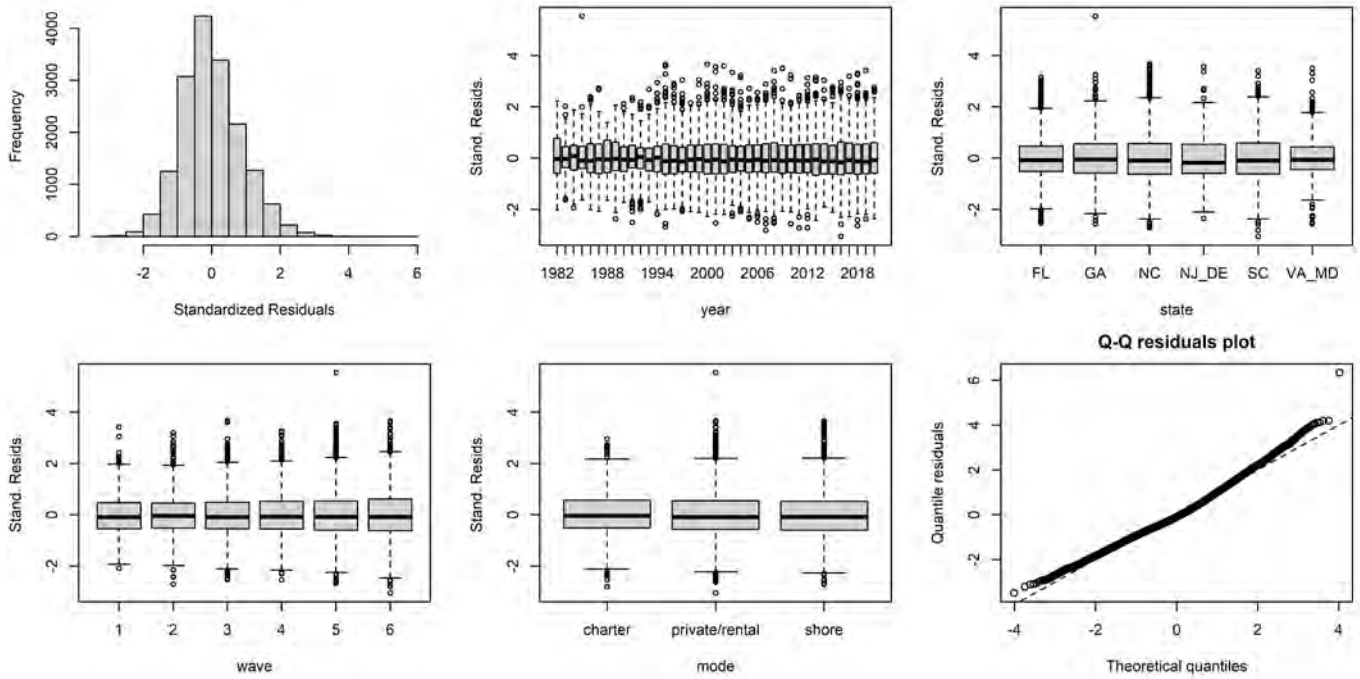 Frequency
0 1000 2000 3000 4000
-2 0 2 4 6
Standardized Residuals
Stand. Resids.
-2 0 2 4
1982 1988 1994 2000 2006 2012 2018
year
Stand. Resids.
-2 0 2 4
FL GA NC NJ_DE SC VA_MD
state
Stand. Resids.
-2 0 2 4
1 2 3 4 5 6
wave
Stand. Resids.
-2 0 2 4
charter private/rental shore
mode
Q-Q residuals plot
Quantile residuals
-2 0 2 4 6
-4 -2 0 2 4
Theoretical quantiles